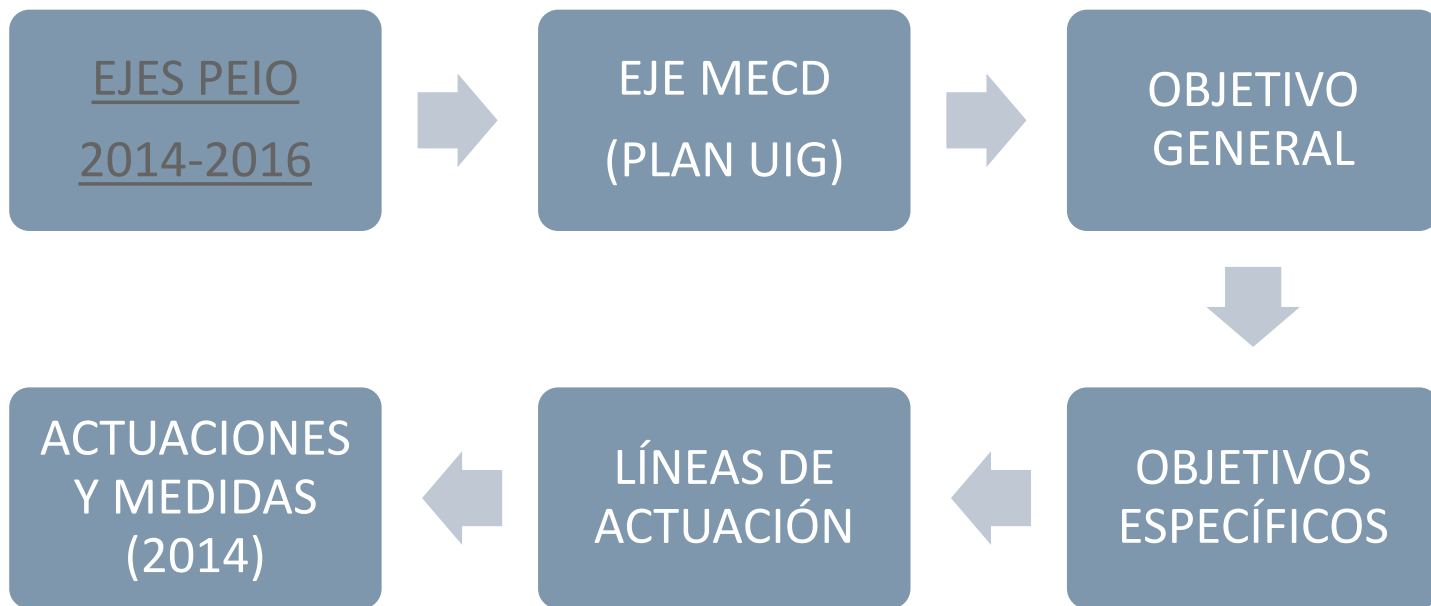 EJES PEIO
2014-2016
EJE MECD
(PLAN UIG)
OBJETIVO
GENERAL
OBJETIVOS
ESPECÍFICOS
LÍNEAS DE
ACTUACIÓN
ACTUACIONES
Y MEDIDAS
(2014)